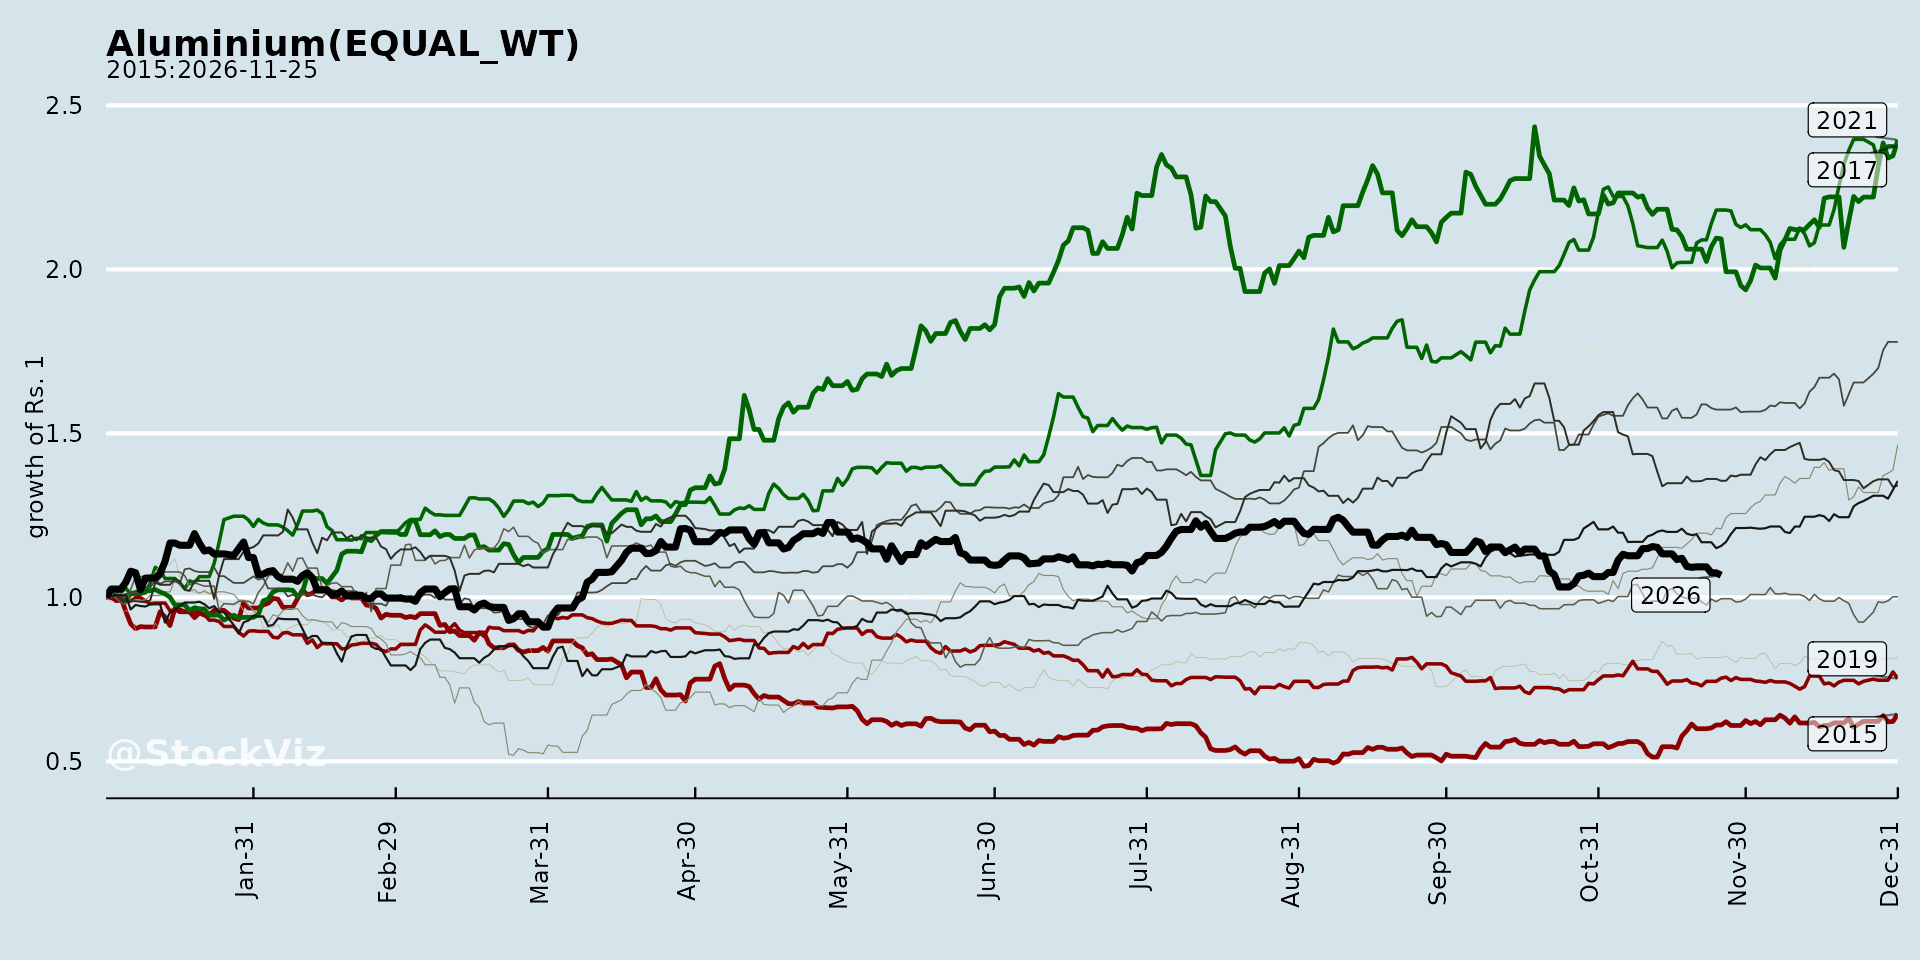 Aluminium(EQUAL_WT)
2015:2026-11-25
growth of Rs. 1
2.5
2.0
1.5
1.0
0.5
2021
2017
2026
2019
2015
@StockViz
Jan-31
Feb-29
Mar-31
Apr-30
May-31
Jun-30
Jul-31
Aug-31
Sep-30
Oct-31
Nov-30
Dec-31